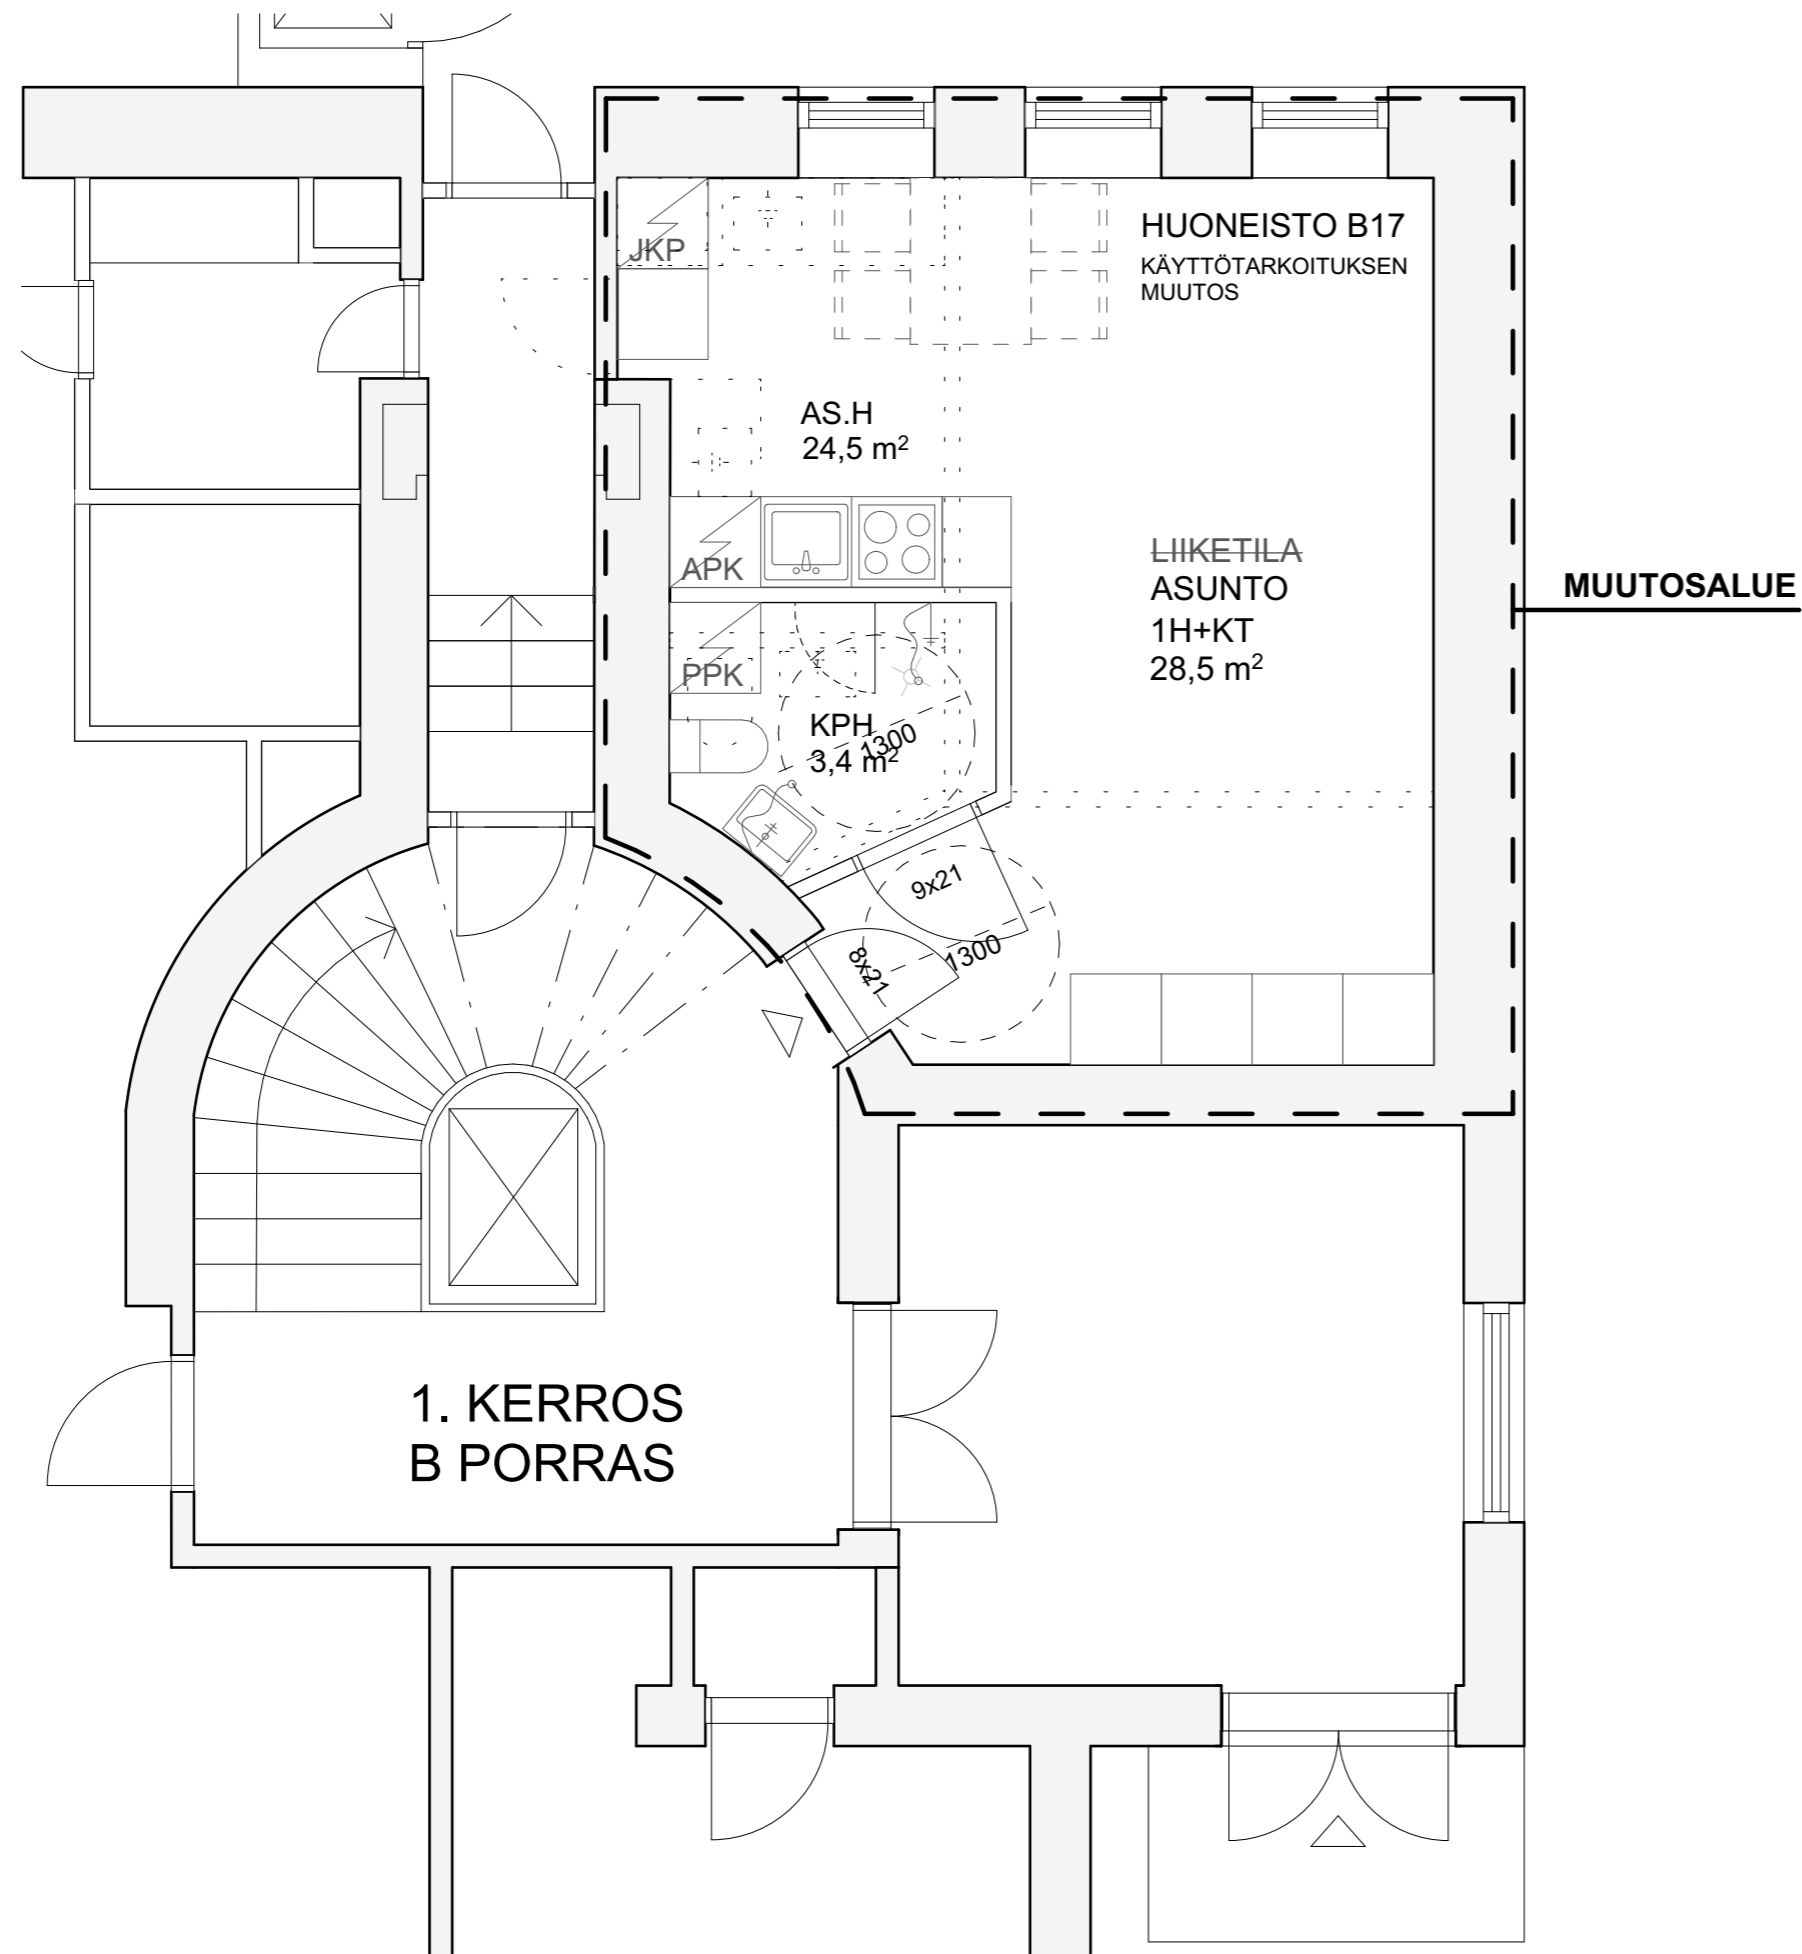 HUONEISTO B17
KÄYTTÖTARKOITUKSEN
MUUTOS
JKP
AS.H
24,5 m²
LIIKETILA
ASUNTO
1H+KT
28,5 m²
MUUTOSALUE
APK
PPK
KPH
3,4 m²
1300
9x21
8x21
1300
1. KERROS
B PORRAS